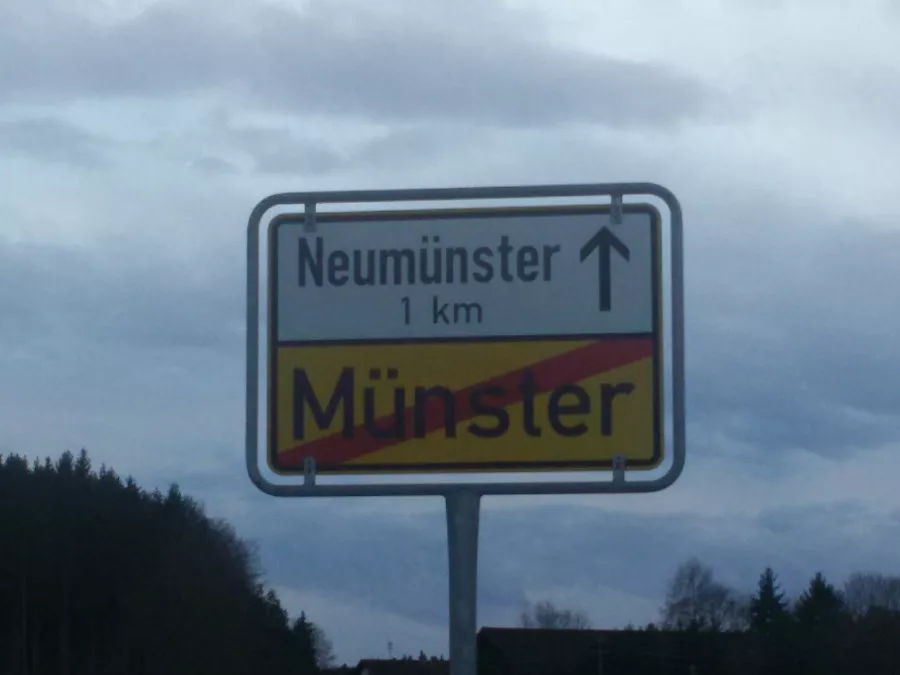 Neumünster ↑
1 km
Münster